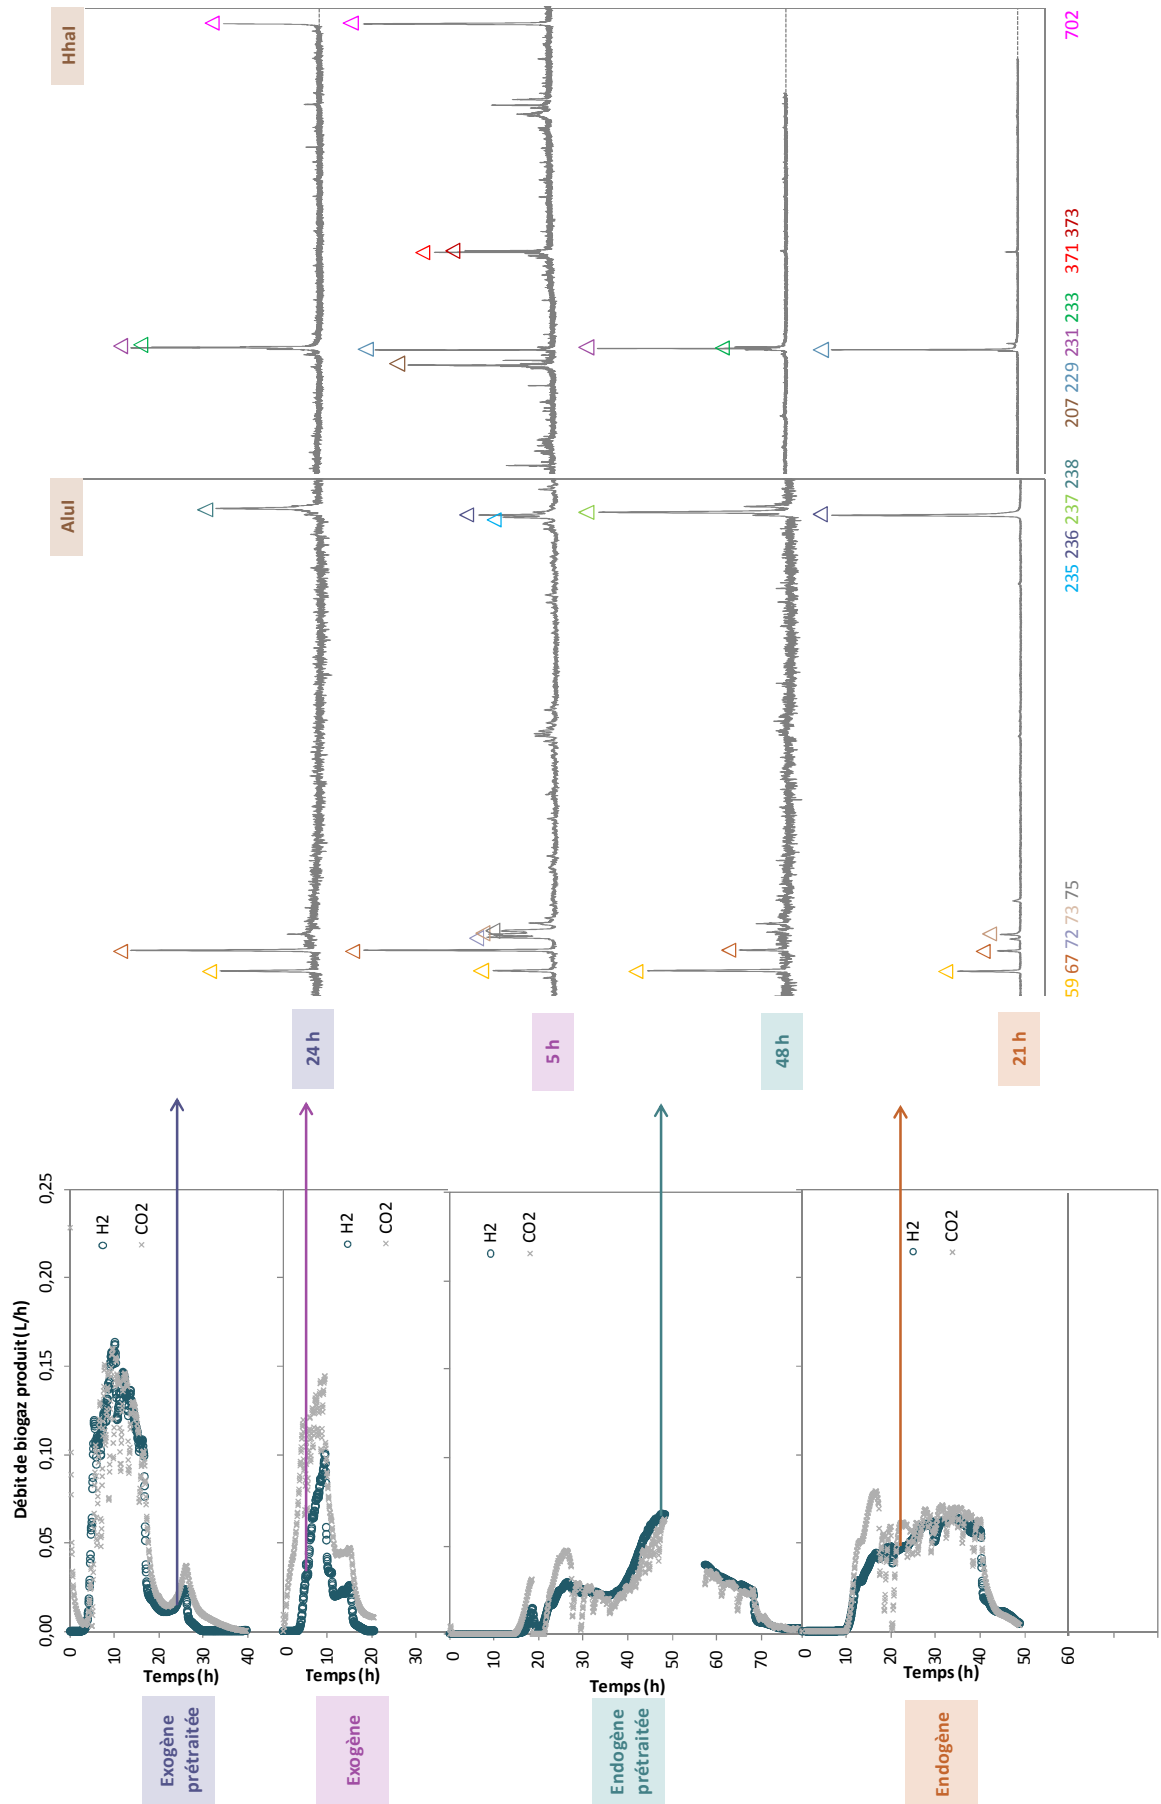 AluI
HhaI
24 h
5 h
48 h
21 h
59 67 72 73 75
235 236 237 238
207 229 231 233
371 373
702
Débit de biogaz produit (L/h)
0,00
0,05
0,10
0,15
0,20
0,25
H2
CO2
0
10
20
30
40
Temps (h)
Exogène
prétraitée
H2
CO2
0
10
20
30
Temps (h)
Exogène
H2
CO2
0
10
20
30
40
50
60
70
Temps (h)
Endogène
prétraitée
H2
CO2
0
10
20
30
40
50
60
Temps (h)
Endogène